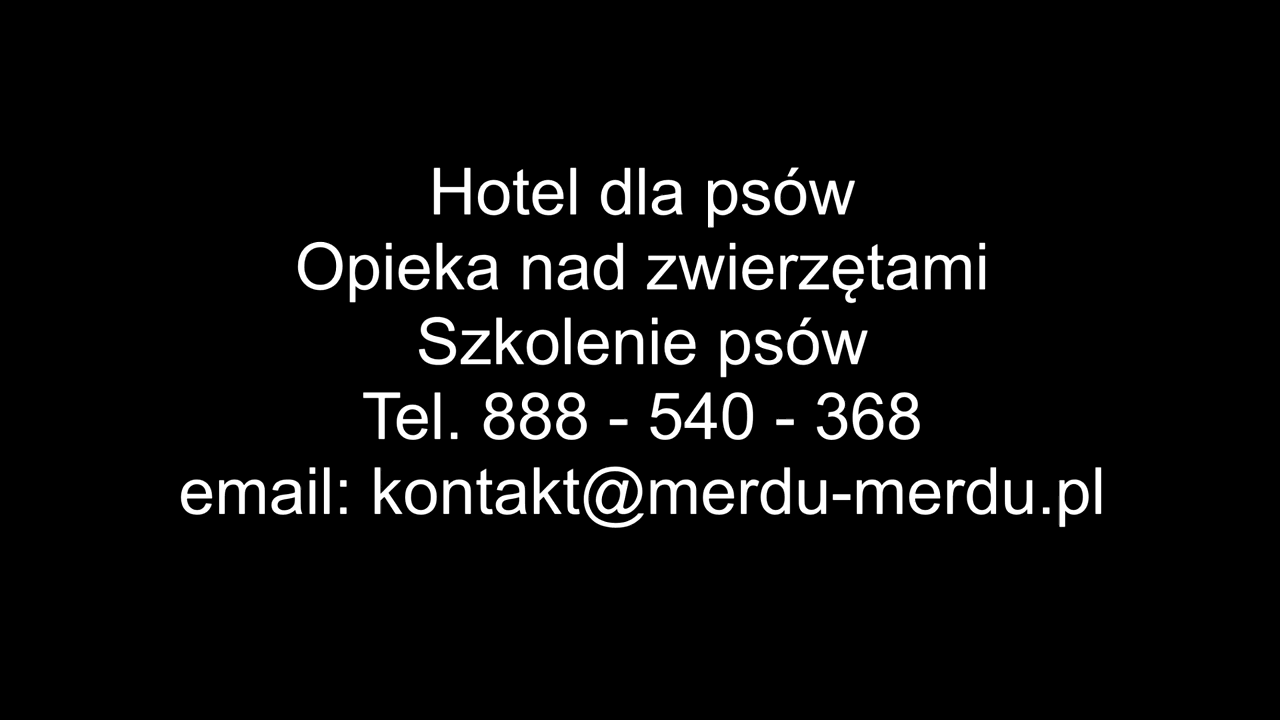 Hotel dla psów
Opieka nad zwierzętami
Szkolenie psów
Tel. 888 - 540 - 368
email: kontakt@merdu-merdu.pl